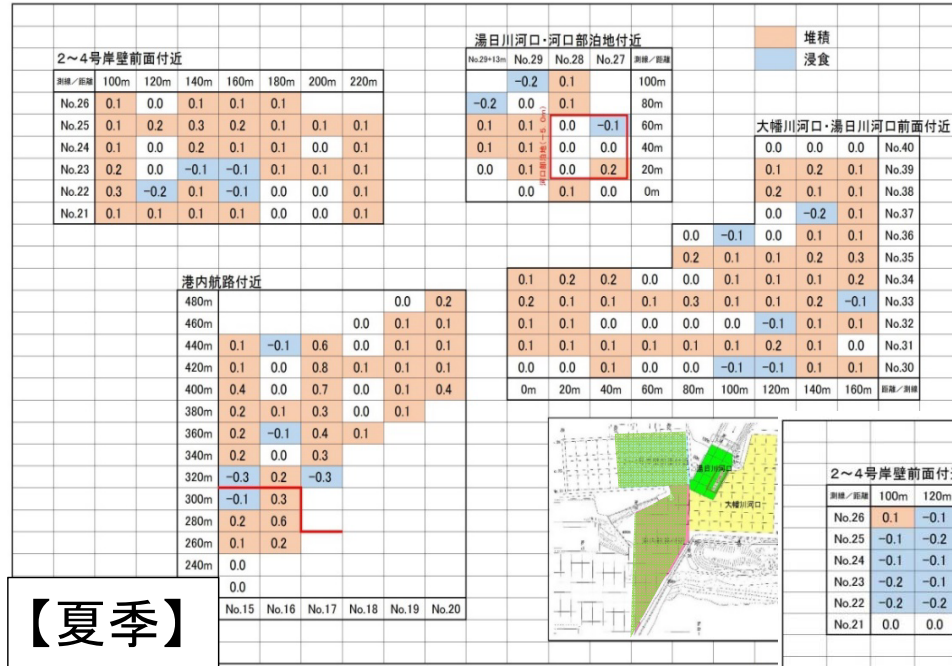 堆積
浸食
2～4号岸壁前面付近
測線／距離 100m 120m 140m 160m 180m 200m 220m
No.26 0.1 0.0 0.1 0.1 0.1
No.25 0.1 0.2 0.3 0.2 0.1 0.1 0.1
No.24 0.1 0.0 0.2 0.1 0.1 0.0 0.1
No.23 0.2 0.0 -0.1 -0.1 0.1 0.1 0.1
No.22 0.3 -0.2 0.1 -0.1 0.0 0.0 0.1
No.21 0.1 0.1 0.1 0.1 0.0 0.0 0.1
湯日川河口・河口部泊地付近
No.29+13m No.29 No.28 No.27 測線／距離
-0.2 0.1 100m
-0.2 0.0 0.1 80m
0.1 0.1 0.0 -0.1 60m
0.1 0.1 0.0 0.0 40m
0.0 0.1 0.0 0.2 20m
0.0 0.1 0.0 0m
河口部泊地(-5.0m)
大幡川河口・湯日川河口前面付近
0.0 0.0 0.0 No.40
0.1 0.2 0.1 No.39
0.2 0.1 0.1 No.38
0.0 -0.2 0.1 No.37
0.0 -0.1 0.0 0.1 0.1 No.36
0.2 0.1 0.1 0.2 0.3 No.35
0.1 0.2 0.2 0.0 0.0 0.1 0.1 0.1 0.2 No.34
0.2 0.1 0.1 0.1 0.3 0.1 0.1 0.2 -0.1 No.33
0.1 0.1 0.0 0.0 0.0 0.0 -0.1 0.1 0.1 No.32
0.1 0.1 0.1 0.1 0.1 0.1 0.2 0.1 0.0 No.31
0.0 0.0 0.1 0.0 0.0 -0.1 -0.1 0.1 0.1 No.30
0m 20m 40m 60m 80m 100m 120m 140m 160m 距離／測線
港内航路付近
480m 0.0 0.2
460m 0.0 0.1 0.1
440m 0.1 -0.1 0.6 0.0 0.1 0.1
420m 0.1 0.0 0.8 0.1 0.1 0.1
400m 0.4 0.0 0.7 0.0 0.1 0.4
380m 0.2 0.1 0.3 0.0 0.1
360m 0.2 -0.1 0.4 0.1
340m 0.2 0.0 0.3
320m -0.3 0.2 -0.3
300m -0.1 0.3
280m 0.2 0.6
260m 0.1 0.2
240m 0.0
0.0
No.15 No.16 No.17 No.18 No.19 No.20
湯日川河口
大幡川河口
2～4号岸壁前面付
測線／距離 100m 120m
No.26 0.1 -0.1
No.25 -0.1 -0.2
No.24 -0.1 -0.1
No.23 -0.2 -0.1
No.22 -0.2 -0.2
No.21 0.0 0.0
【夏季】